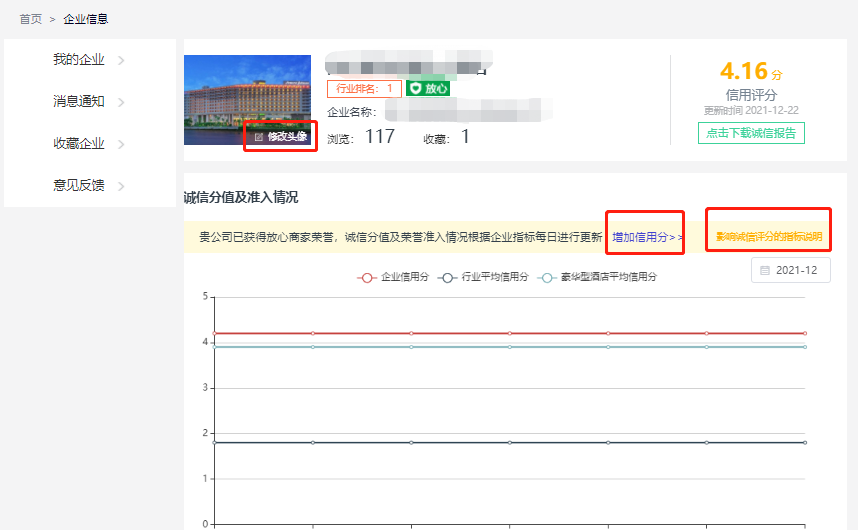 首页 > 企业信息
我的企业
消息通知
收藏企业
意见反馈
行业排名: 1 放心
企业名称:
修改头像
浏览: 117 收藏: 1
4.16 分
信用评分
更新时间 2021-12-22
点击下载诚信报告
诚信分值及准入情况
贵公司已获得放心商家荣誉，诚信分值及荣誉准入情况根据企业指标每日进行更新 增加信用分>> 影响诚信评分的指标说明
2021-12
企业信用分 行业平均信用分 豪华型酒店平均信用分
5
4
3
2
1
0